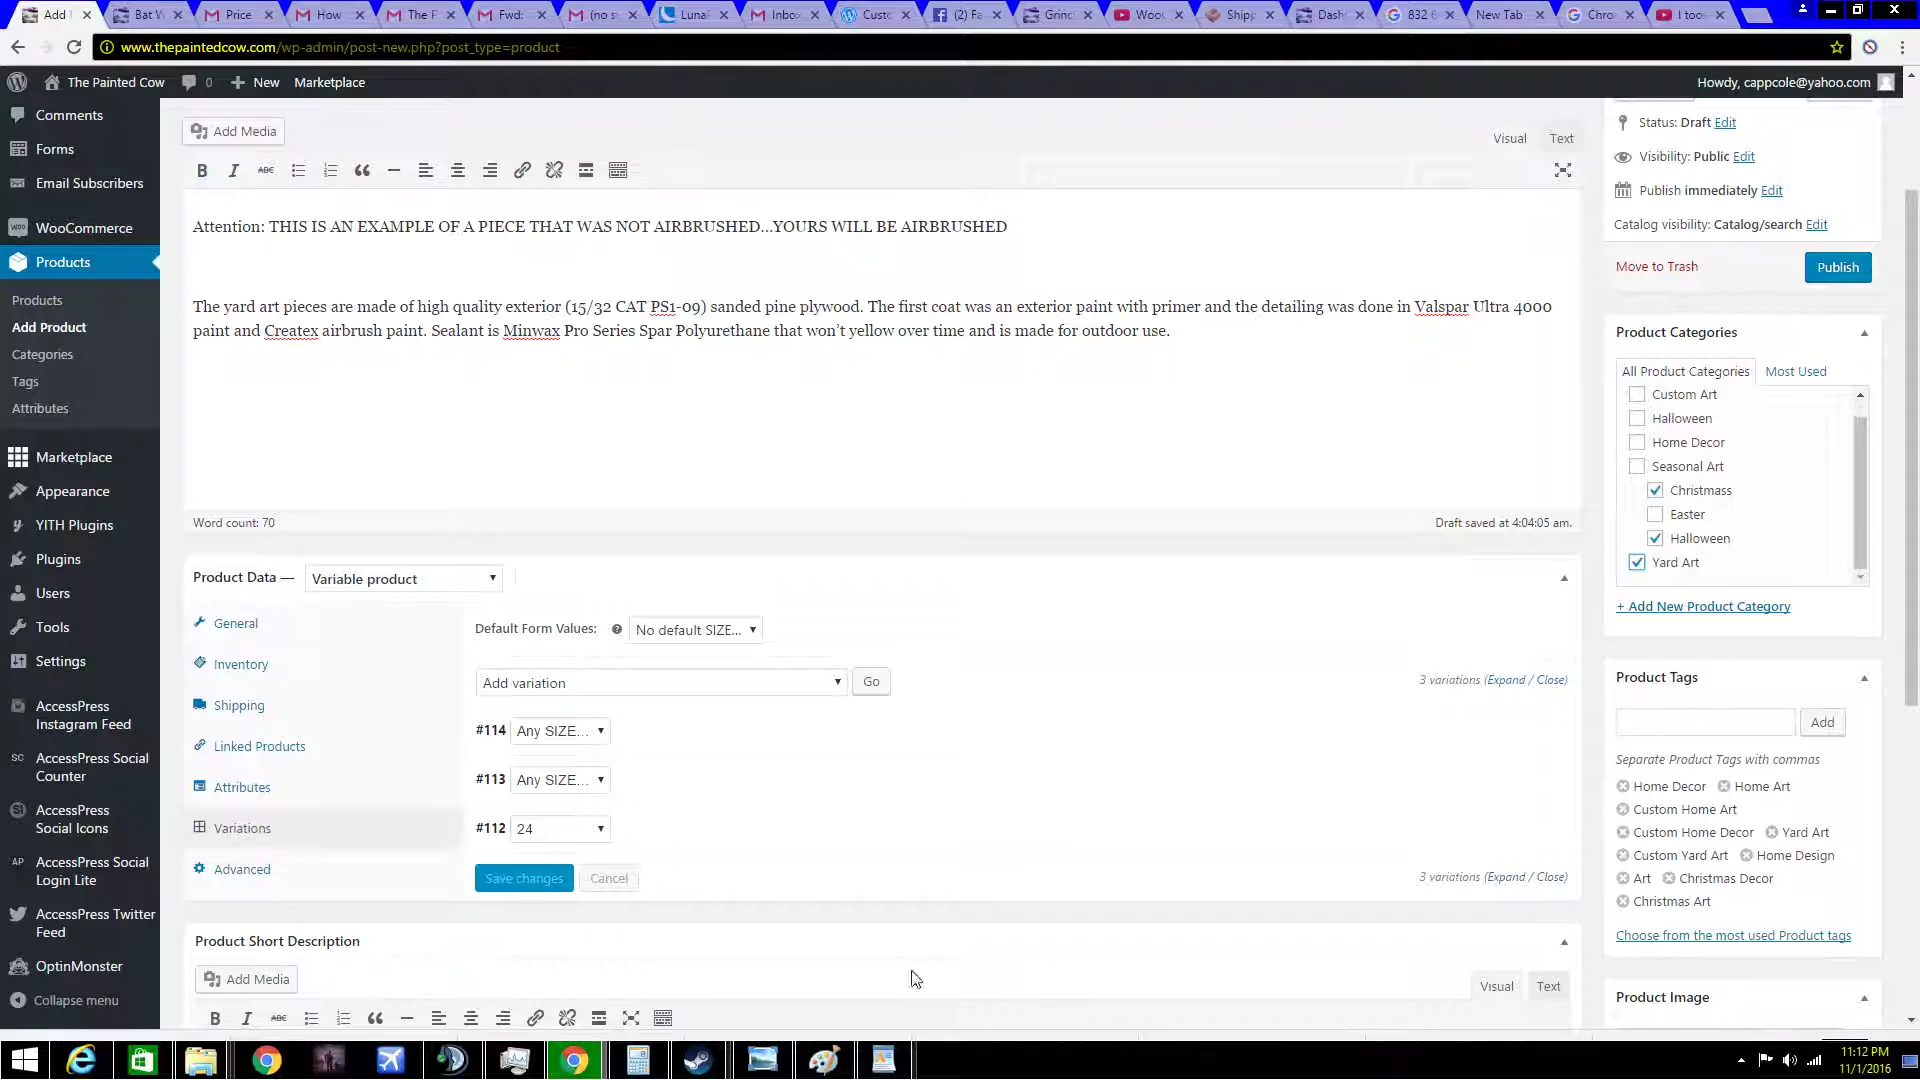 Add I
Bat W
Price
How
The F
Fwd:
(no s
Luna
Inbox
Custo
(2) Fa
Grinc
Woo
Shipp
Dash
832 6
New Tab
Chro
I too
www.thepaintedcow.com/wp-admin/post-new.php?post_type=product
The Painted Cow
0
New
Marketplace
Howdy, cappcole@yahoo.com
Comments
Forms
Email Subscribers
WooCommerce
Products
Products
Add Product
Categories
Tags
Attributes
Marketplace
Appearance
YITH Plugins
Plugins
Users
Tools
Settings
AccessPress
Instagram Feed
SC
AccessPress Social
Counter
AccessPress
Social Icons
AP
AccessPress Social
Login Lite
AccessPress Twitter
Feed
OptinMonster
Collapse menu
Add Media
Visual
Text
B I ABC
Attention: THIS IS AN EXAMPLE OF A PIECE THAT WAS NOT AIRBRUSHED...YOURS WILL BE AIRBRUSHED
The yard art pieces are made of high quality exterior (15/32 CAT PS1-09) sanded pine plywood. The first coat was an exterior paint with primer and the detailing was done in Valspar Ultra 4000
paint and Createx airbrush paint. Sealant is Minwax Pro Series Spar Polyurethane that won't yellow over time and is made for outdoor use.
Word count: 70
Draft saved at 4:04:05 am.
Product Data —
Variable product
General
Inventory
Shipping
Linked Products
Attributes
Variations
Advanced
Default Form Values:
No default SIZE...
Add variation
Go
3 variations (Expand / Close)
#114 Any SIZE...
#113 Any SIZE...
#112 24
Save changes
Cancel
3 variations (Expand / Close)
Product Short Description
Add Media
Visual
Text
B I ABC
Status: Draft Edit
Visibility: Public Edit
Publish immediately Edit
Catalog visibility: Catalog/search Edit
Move to Trash
Publish
Product Categories
All Product Categories
Most Used
Custom Art
Halloween
Home Decor
Seasonal Art
Christmass
Easter
Halloween
Yard Art
+ Add New Product Category
Product Tags
Add
Separate Product Tags with commas
Home Decor
Home Art
Custom Home Art
Custom Home Decor
Yard Art
Custom Yard Art
Home Design
Art
Christmas Decor
Christmas Art
Choose from the most used Product tags
Product Image
11:12 PM
11/1/2016